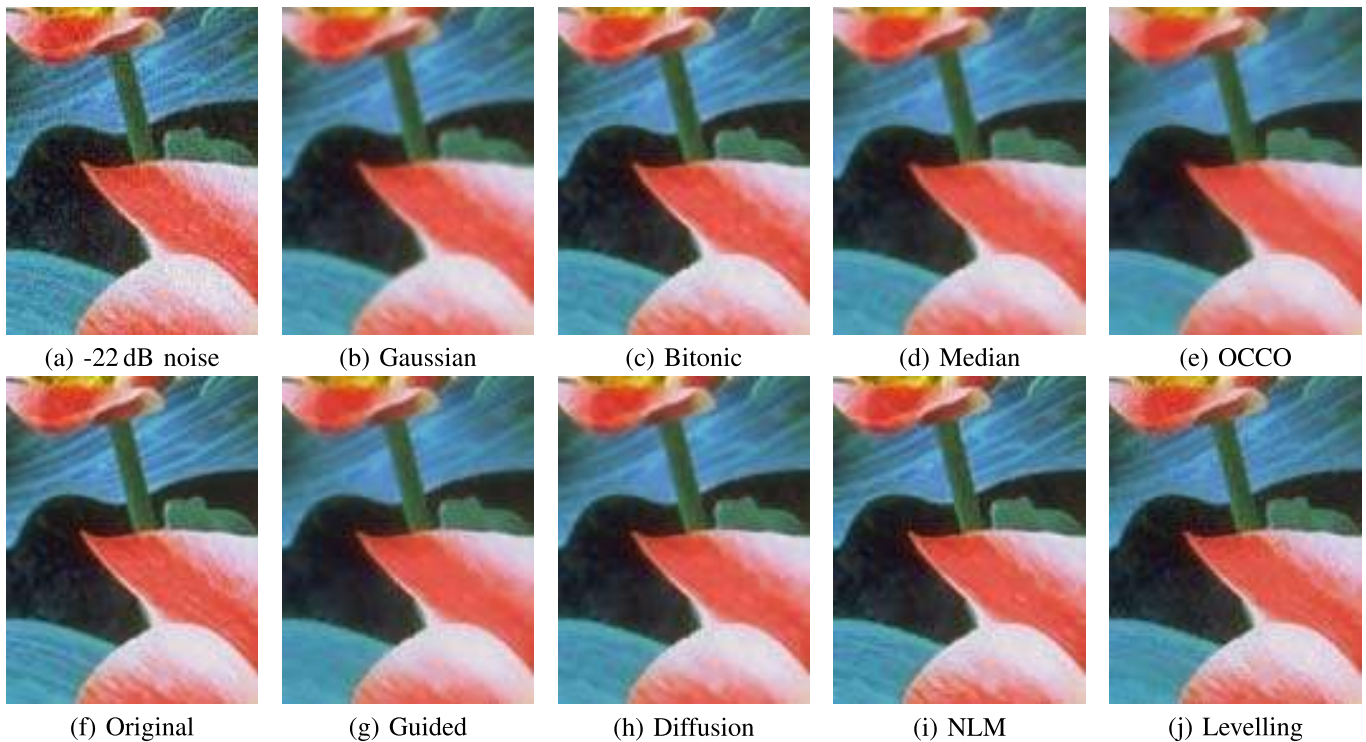 (a) -22 dB noise
(b) Gaussian
(c) Bitonic
(d) Median
(e) OCCO
(f) Original
(g) Guided
(h) Diffusion
(i) NLM
(j) Levelling